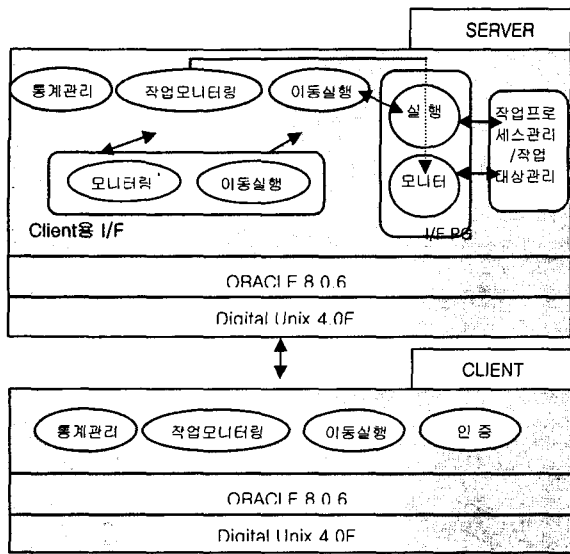 SERVER
통계관리 작업모니터링 이동실행
실행
작업프로
세스관리
/작업
대상관리
모니터링 이동실행
모니터
Client용 I/F
I/F PG
ORACLE 8.0.6
Digital Unix 4.0F
CLIENT
통계관리 작업모니터링 이동실행 인 증
ORACLE 8.0.6
Digital Unix 4.0F